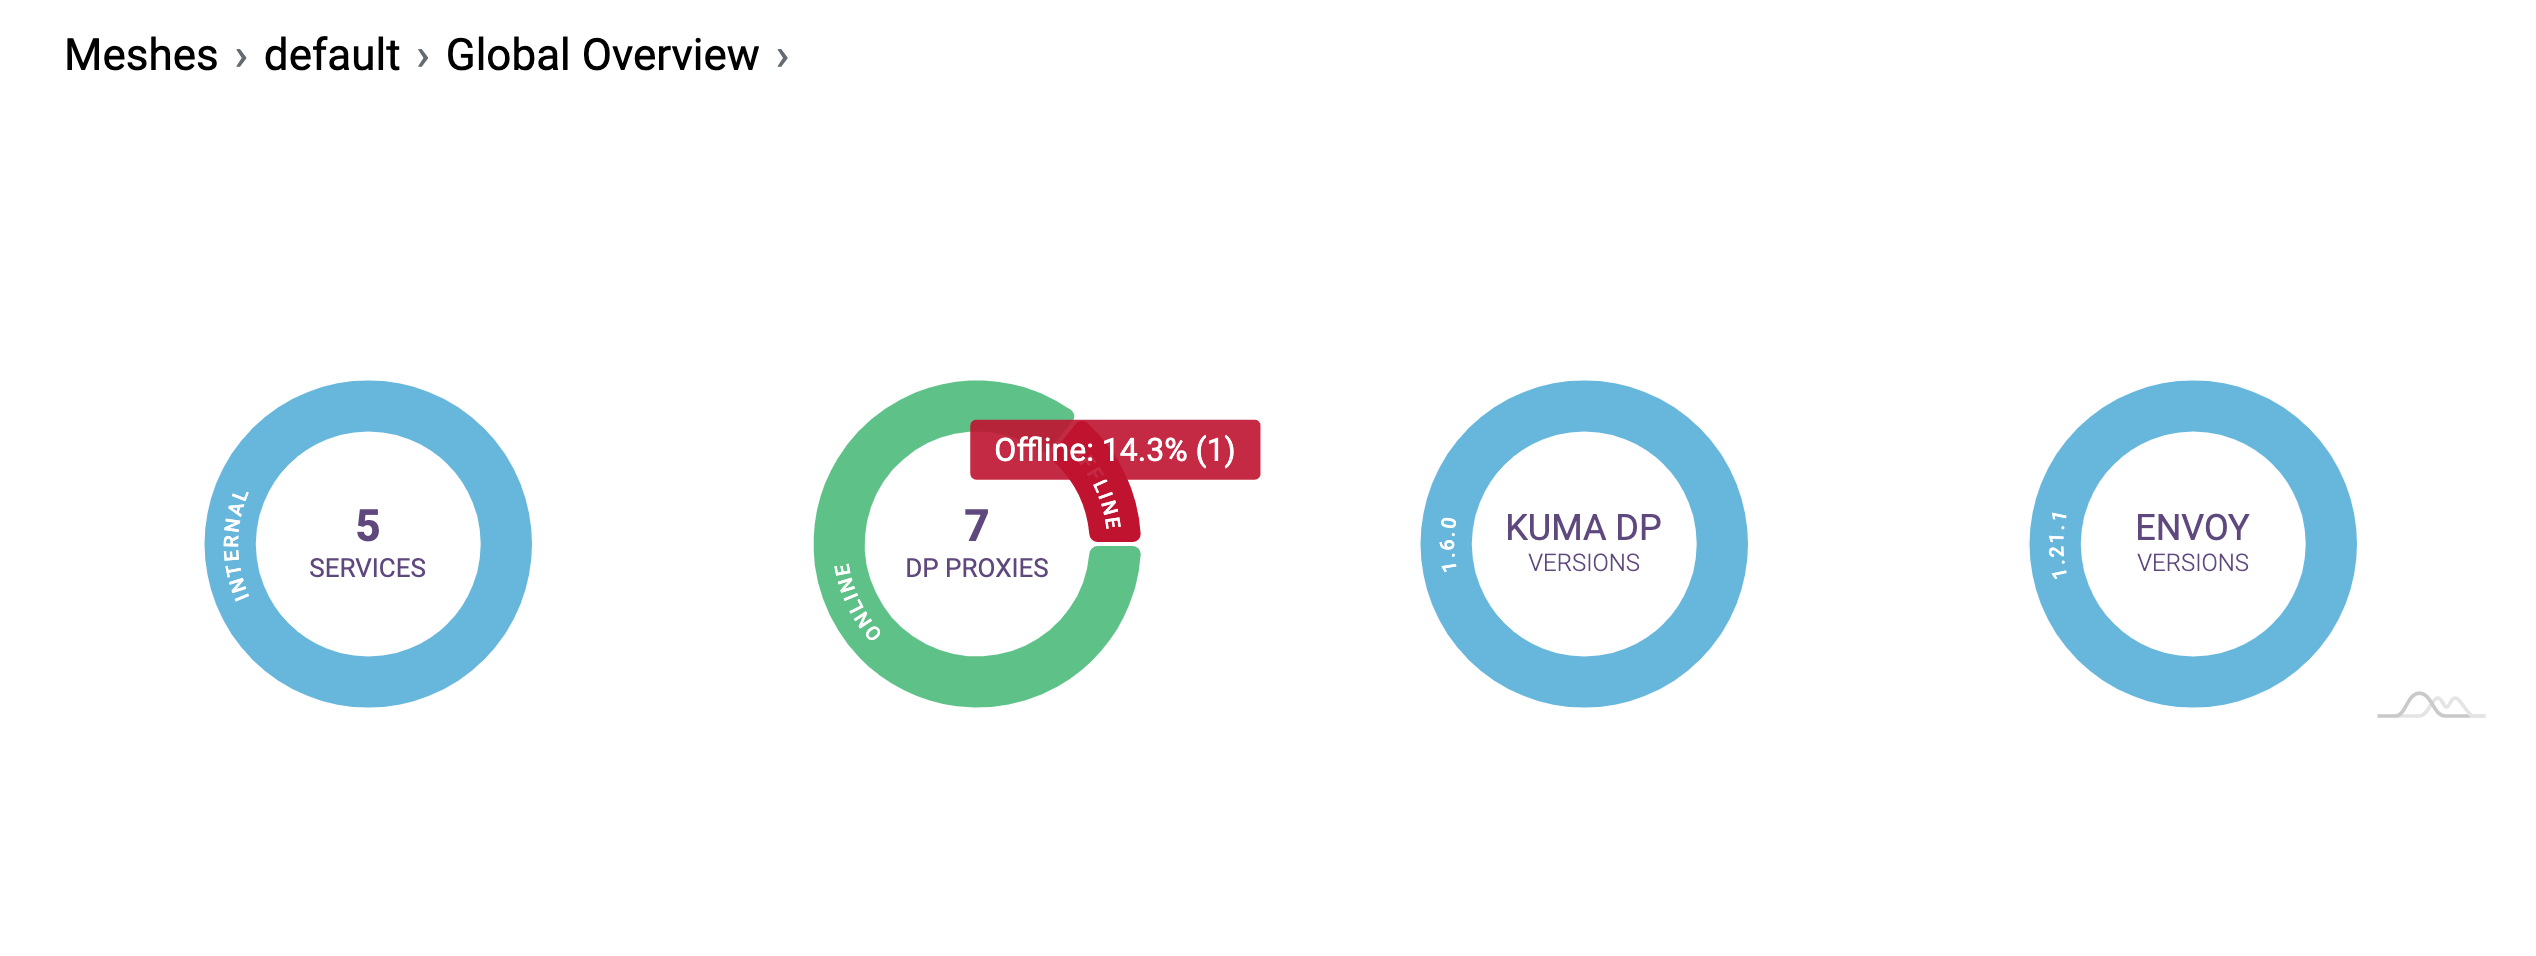 Meshes › default › Global Overview ›
INTERNAL
5
SERVICES
ONLINE
7
DP PROXIES
Offline: 14.3% (1)
OFFLINE
1.6.0
KUMA DP
VERSIONS
1.21.1
ENVOY
VERSIONS